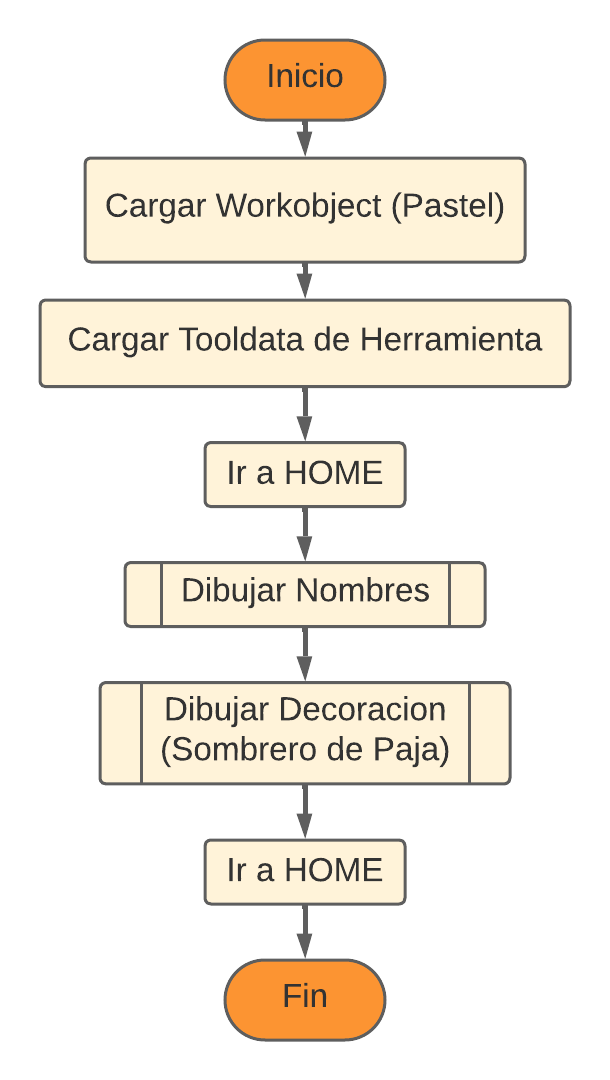 Inicio
Cargar Workobject (Pastel)
Cargar Tooldata de Herramienta
Ir a HOME
Dibujar Nombres
Dibujar Decoracion
(Sombrero de Paja)
Ir a HOME
Fin